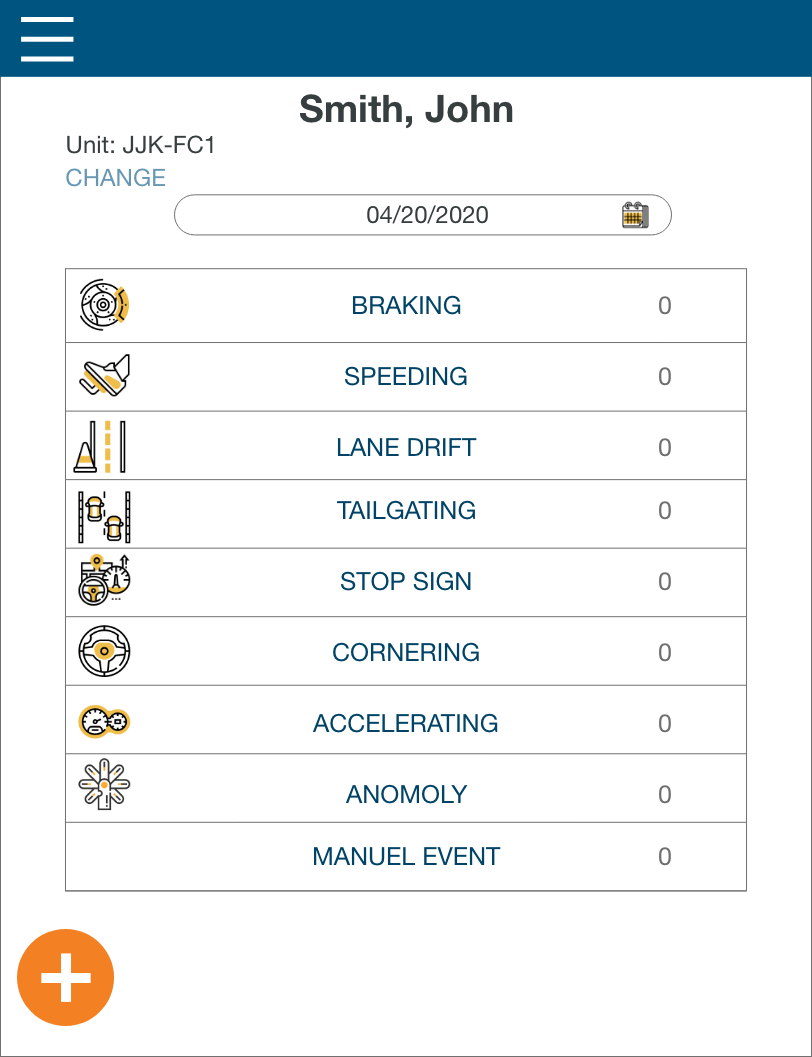 Smith, John
Unit: JJK-FC1
CHANGE
04/20/2020
BRAKING 0
SPEEDING 0
LANE DRIFT 0
TAILGATING 0
STOP SIGN 0
CORNERING 0
ACCELERATING 0
ANOMOLY 0
MANUEL EVENT 0